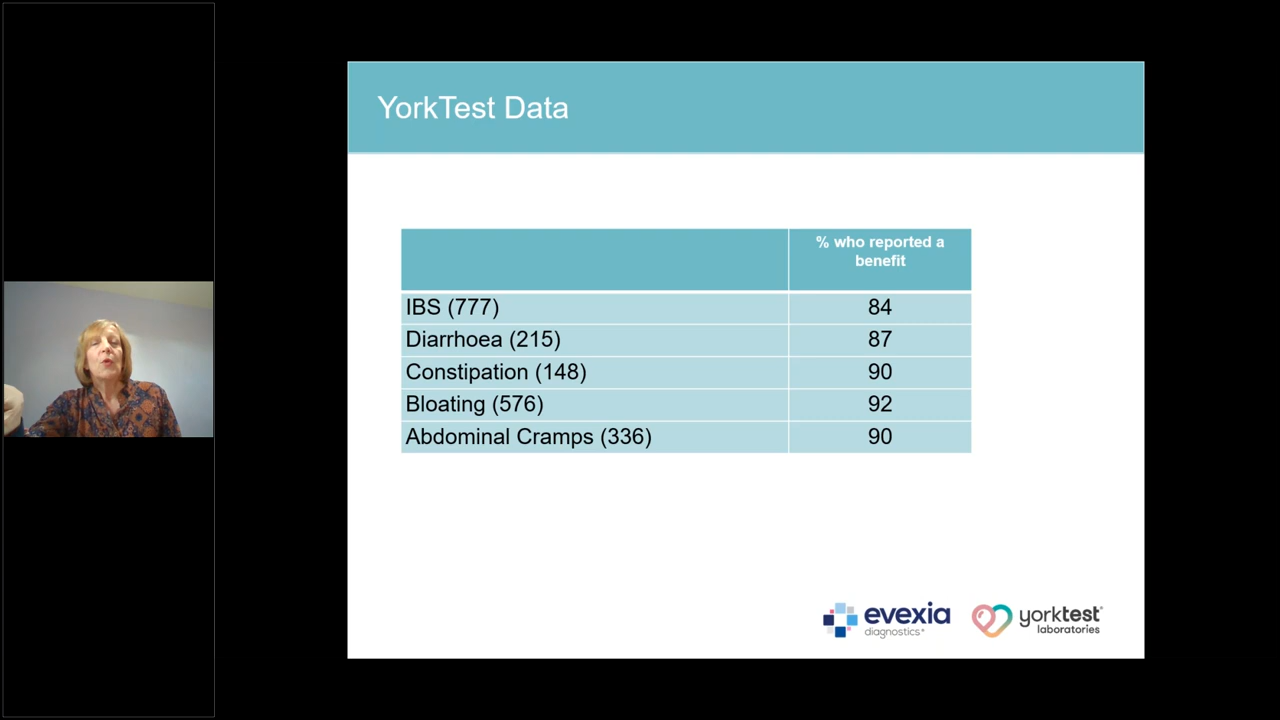 YorkTest Data
% who reported a
benefit
IBS (777) 84
Diarrhoea (215) 87
Constipation (148) 90
Bloating (576) 92
Abdominal Cramps (336) 90
evexia
diagnostics
yorktest
laboratories